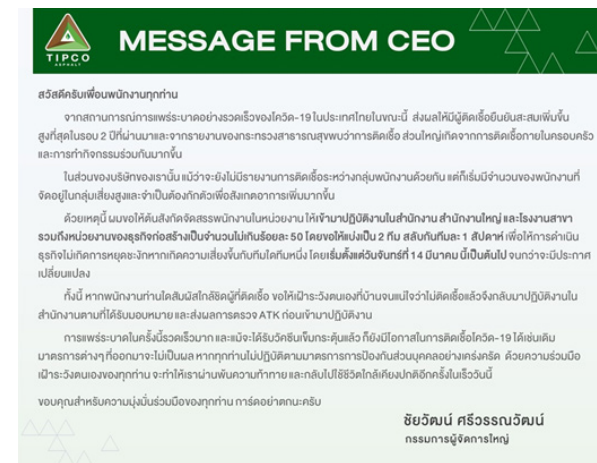 TIPCO
ASPHALT
MESSAGE FROM CEO
สวัสดีครับเพื่อนพนักงานทุกท่าน
จากสถานการณ์การแพร่ระบาดอย่างรวดเร็วของโควิด-19 ในประเทศไทยในขณะนี้ ส่งผลให้มีผู้ติดเชื้อยืนยันสะสมเพิ่มขึ้น
สูงที่สุดในรอบ 2 ปีที่ผ่านมาและจากรายงานของกระทรวงสาธารณสุขพบว่าการติดเชื้อ ส่วนใหญ่เกิดจากการติดเชื้อภายในครอบครัว
และการทำกิจกรรมร่วมกันมากขึ้น
ในส่วนของบริษัทของเรานั้น แม้ว่าจะยังไม่มีรายงานการติดเชื้อระหว่างกลุ่มพนักงานด้วยกัน แต่ก็เริ่มมีจำนวนของพนักงานที่
จัดอยู่ในกลุ่มเสี่ยงสูงและจำเป็นต้องกักตัวเพื่อสังเกตอาการเพิ่มมากขึ้น
ด้วยเหตุนี้ ผมขอให้ต้นสังกัดจัดสรรพนักงานในหน่วยงาน ให้เข้ามาปฏิบัติงานในสำนักงาน สำนักงานใหญ่ และโรงงานสาขา
รวมถึงหน่วยงานของธุรกิจก่อสร้างเป็นจำนวนไม่เกินร้อยละ 50 โดยขอให้แบ่งเป็น 2 ทีม สลับกันทีมละ 1 สัปดาห์ เพื่อให้การดำเนิน
ธุรกิจไม่เกิดการหยุดชะงักหากเกิดความเสี่ยงขึ้นกับทีมใดทีมหนึ่ง โดยเริ่มตั้งแต่วันจันทร์ที่ 14 มีนาคม นี้เป็นต้นไป จนกว่าจะมีประกาศ
เปลี่ยนแปลง
ทั้งนี้ หากพนักงานท่านใดสัมผัสใกล้ชิดผู้ที่ติดเชื้อ ขอให้เฝ้าระวังตนเองที่บ้านจนแน่ใจว่าไม่ติดเชื้อแล้วจึงกลับมาปฏิบัติงานใน
สำนักงานตามที่ได้รับมอบหมาย และส่งผลการตรวจ ATK ก่อนเข้ามาปฏิบัติงาน
การแพร่ระบาดในครั้งนี้รวดเร็วมาก และแม้จะได้รับวัคซีนเข็มกระตุ้นแล้ว ก็ยังมีโอกาสในการติดเชื้อโควิด-19 ได้เช่นเดิม
มาตรการต่างๆ ที่ออกมาจะไม่เป็นผล หากทุกท่านไม่ปฏิบัติตามมาตรการการป้องกันส่วนบุคคลอย่างเคร่งครัด ด้วยความร่วมมือ
เฝ้าระวังตนเองของทุกท่าน จะทำให้เราผ่านพ้นความท้าทาย และกลับไปใช้ชีวิตใกล้เคียงปกติอีกครั้งในเร็ววันนี้
ขอบคุณสำหรับความมุ่งมั่นร่วมมือของทุกท่าน การ์ดอย่าตกนะครับ
ชัยวัฒน์ ศรีวรรณวัฒน์
กรรมการผู้จัดการใหญ่